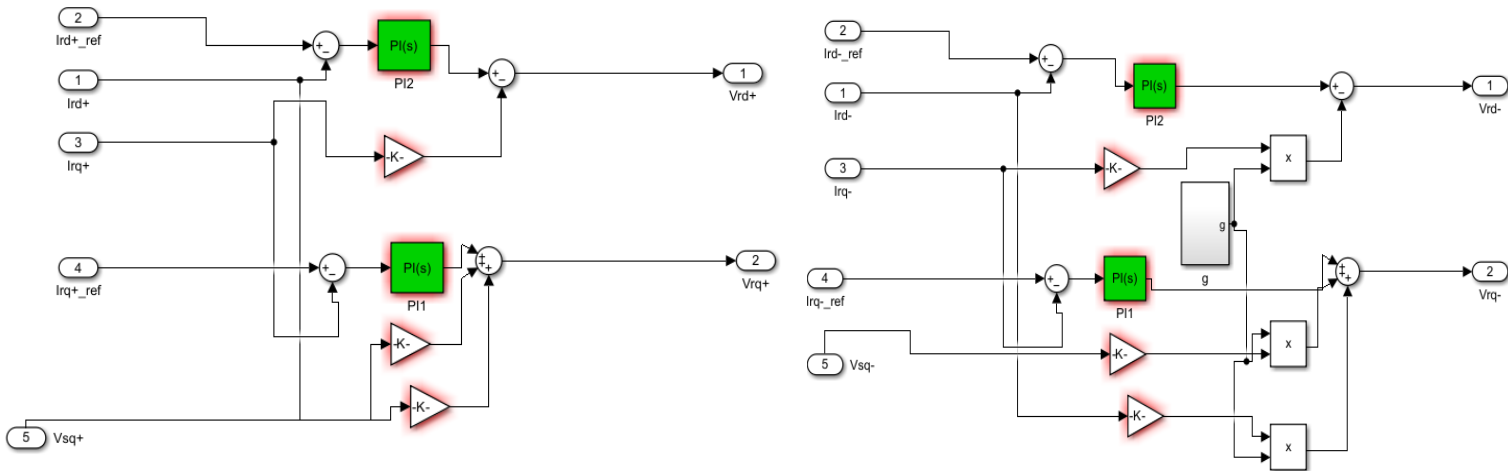 2
Ird+_ref
1
Ird+
3
Irq+
+
−
PI(s)
PI2
+
−
1
Vrd+
-K-
4
Irq+_ref
+
−
PI(s)
PI1
+
+
+
2
Vrq+
-K-
-K-
5
Vsq+
2
Ird-_ref
1
Ird-
3
Irq-
+
−
PI(s)
PI2
+
−
1
Vrd-
-K-
x
g
g
4
Irq-_ref
+
−
PI(s)
PI1
+
+
+
2
Vrq-
5
Vsq-
-K-
x
-K-
x